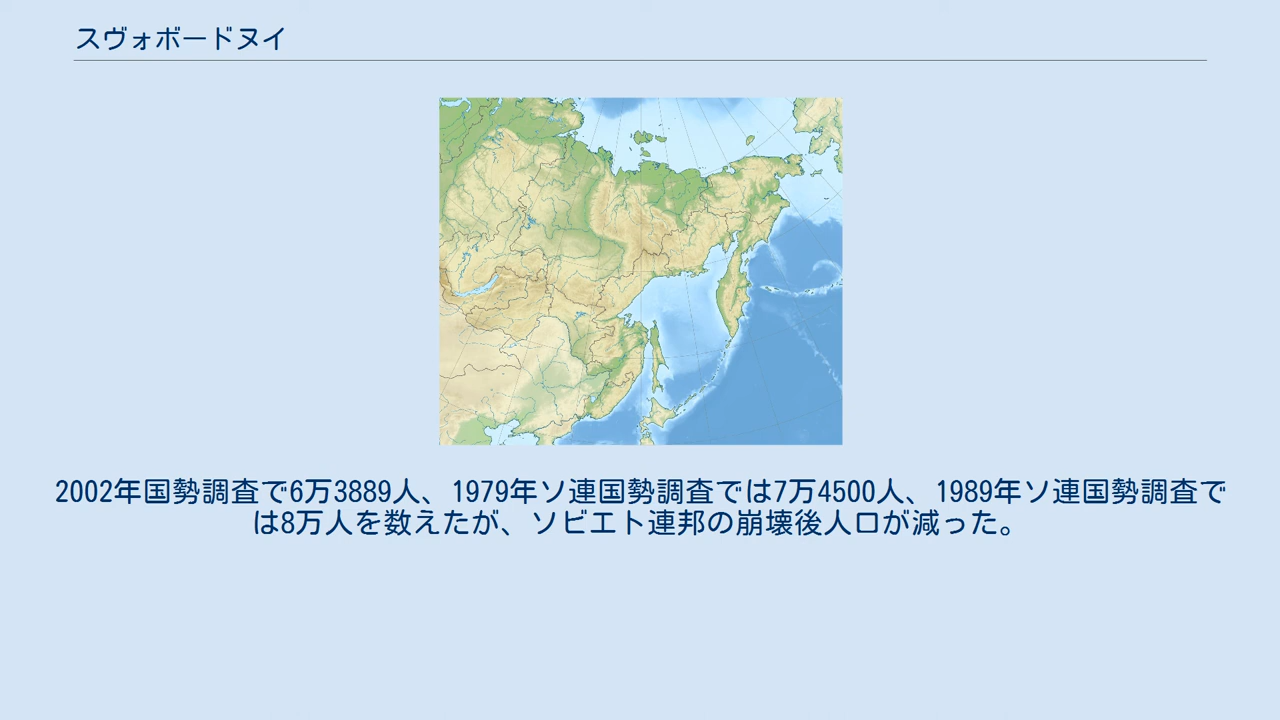 スヴォボードヌイ
2002年国勢調査で6万3889人、1979年ソ連国勢調査では7万4500人、1989年ソ連国勢調査で
は8万人を数えたが、ソビエト連邦の崩壊後人口が減った。